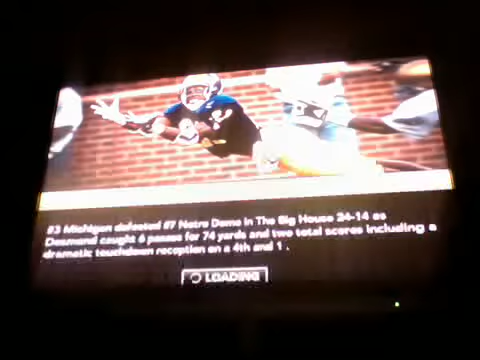 #3 Michigan defeated #7 Notre Dame in The Big House 24-14 as
Desmond caught 6 passes for 74 yards and two total scores including a
dramatic touchdown reception on a 4th and 1 .
LOADING